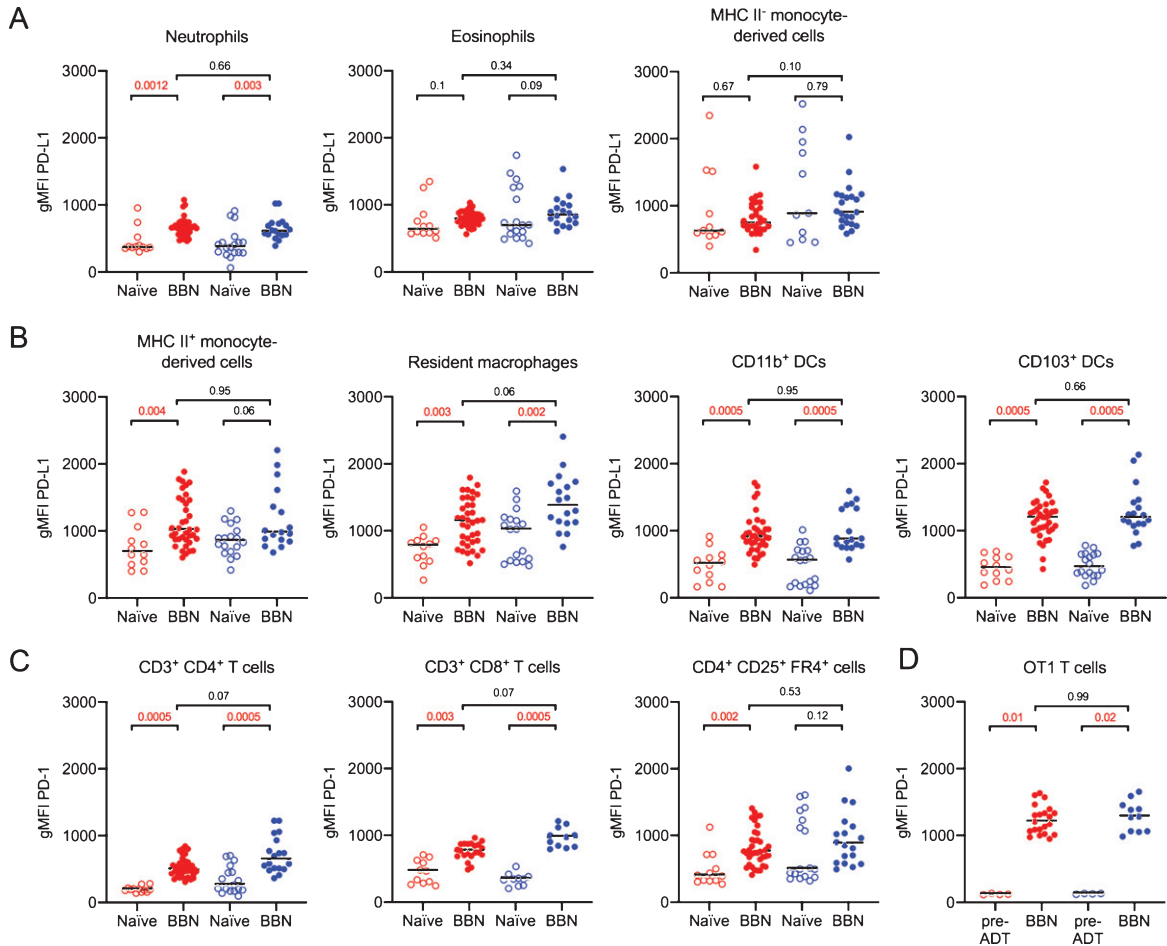 A
Neutrophils
0.66
0.0012
0.003
3000
2000
1000
0
gMFI PD-L1
Naïve
BBN
Naïve
BBN
Eosinophils
0.34
0.1
0.09
3000
2000
1000
0
gMFI PD-L1
Naïve
BBN
Naïve
BBN
MHC II⁻ monocyte-
derived cells
0.10
0.67
0.79
3000
2000
1000
0
gMFI PD-L1
Naïve
BBN
Naïve
BBN
B
MHC II⁺ monocyte-
derived cells
0.95
0.004
0.06
3000
2000
1000
0
gMFI PD-L1
Naïve
BBN
Naïve
BBN
Resident macrophages
0.06
0.003
0.002
3000
2000
1000
0
gMFI PD-L1
Naïve
BBN
Naïve
BBN
CD11b⁺ DCs
0.95
0.0005
0.0005
3000
2000
1000
0
gMFI PD-L1
Naïve
BBN
Naïve
BBN
CD103⁺ DCs
0.66
0.0005
0.0005
3000
2000
1000
0
gMFI PD-L1
Naïve
BBN
Naïve
BBN
C
CD3⁺ CD4⁺ T cells
0.07
0.0005
0.0005
3000
2000
1000
0
gMFI PD-1
Naïve
BBN
Naïve
BBN
CD3⁺ CD8⁺ T cells
0.07
0.003
0.0005
3000
2000
1000
0
gMFI PD-1
Naïve
BBN
Naïve
BBN
CD4⁺ CD25⁺ FR4⁺ cells
0.53
0.002
0.12
3000
2000
1000
0
gMFI PD-1
Naïve
BBN
Naïve
BBN
D
OT1 T cells
0.99
0.01
0.02
3000
2000
1000
0
gMFI PD-1
pre-
ADT
BBN
pre-
ADT
BBN